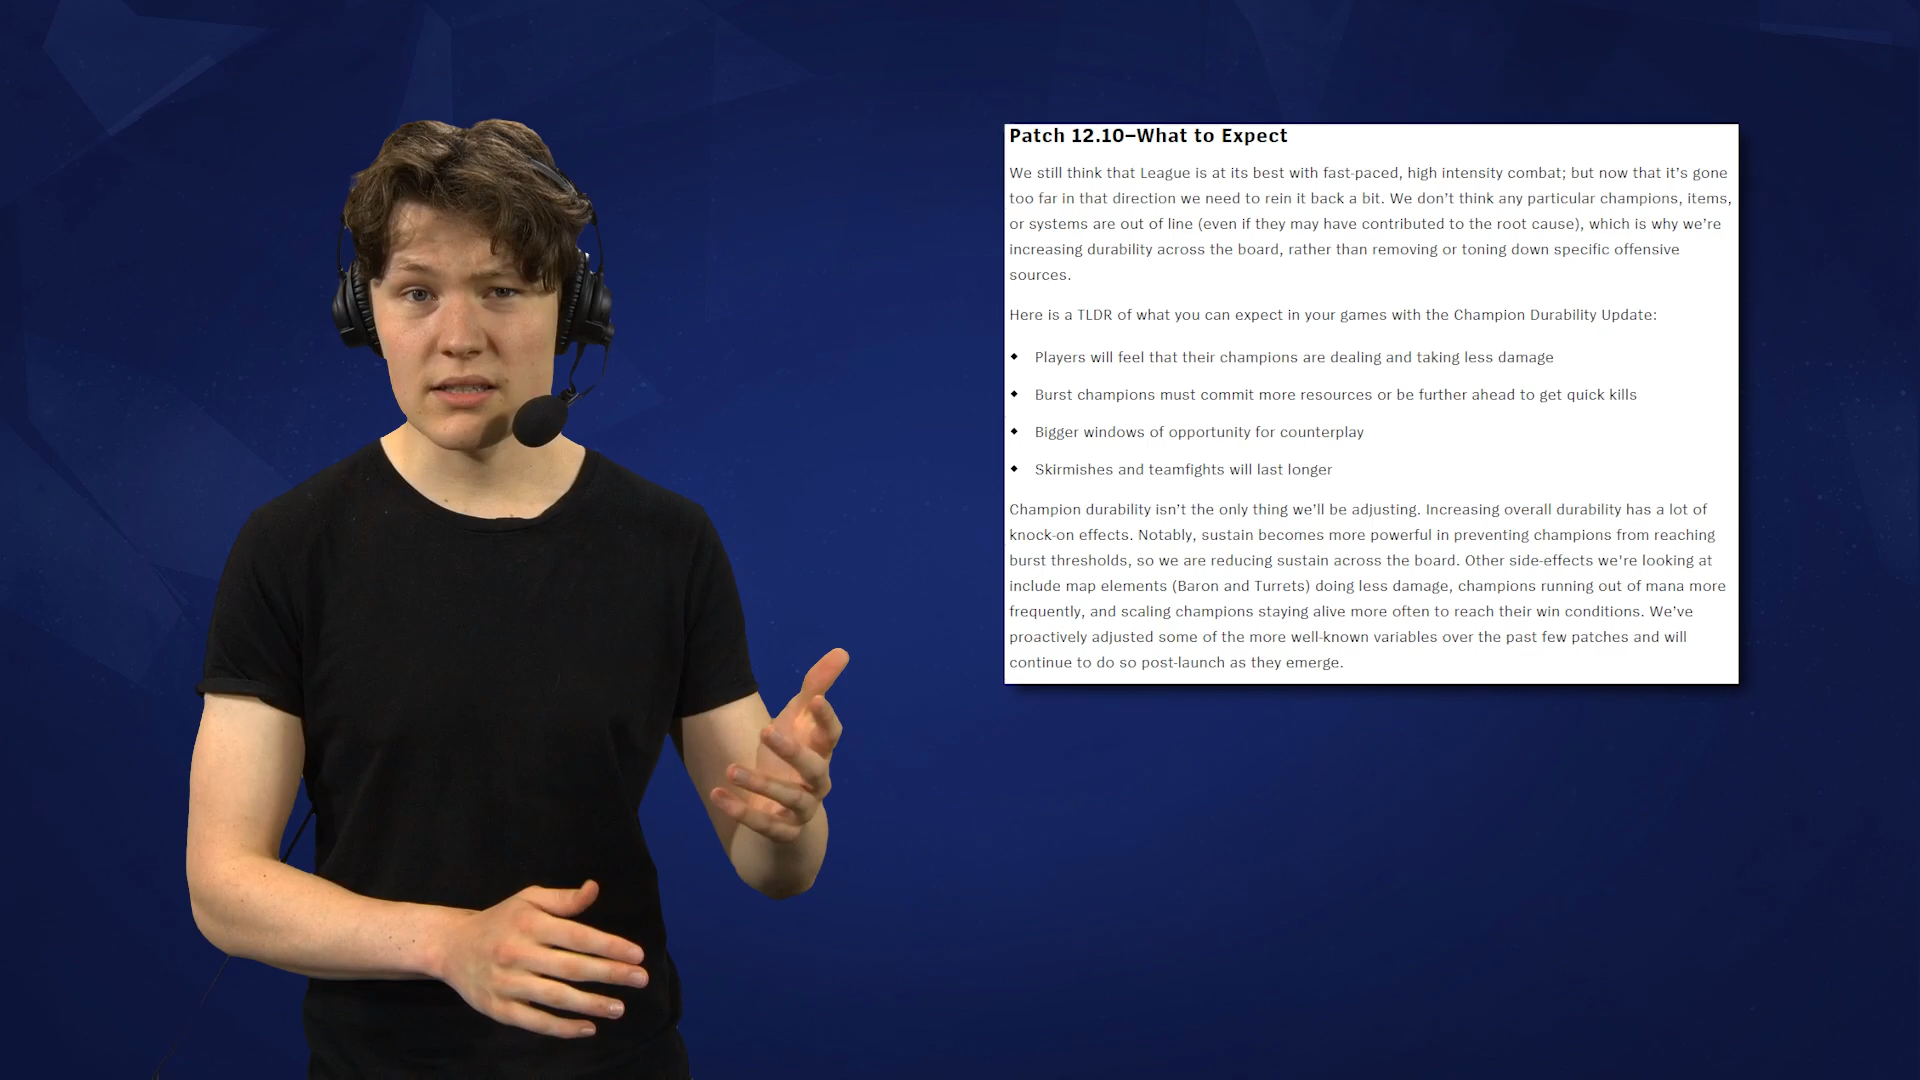 Patch 12.10–What to Expect
We still think that League is at its best with fast-paced, high intensity combat; but now that it's gone
too far in that direction we need to rein it back a bit. We don't think any particular champions, items,
or systems are out of line (even if they may have contributed to the root cause), which is why we're
increasing durability across the board, rather than removing or toning down specific offensive
sources.
Here is a TLDR of what you can expect in your games with the Champion Durability Update:
Players will feel that their champions are dealing and taking less damage
Burst champions must commit more resources or be further ahead to get quick kills
Bigger windows of opportunity for counterplay
Skirmishes and teamfights will last longer
Champion durability isn't the only thing we'll be adjusting. Increasing overall durability has a lot of
knock-on effects. Notably, sustain becomes more powerful in preventing champions from reaching
burst thresholds, so we are reducing sustain across the board. Other side-effects we're looking at
include map elements (Baron and Turrets) doing less damage, champions running out of mana more
frequently, and scaling champions staying alive more often to reach their win conditions. We've
proactively adjusted some of the more well-known variables over the past few patches and will
continue to do so post-launch as they emerge.